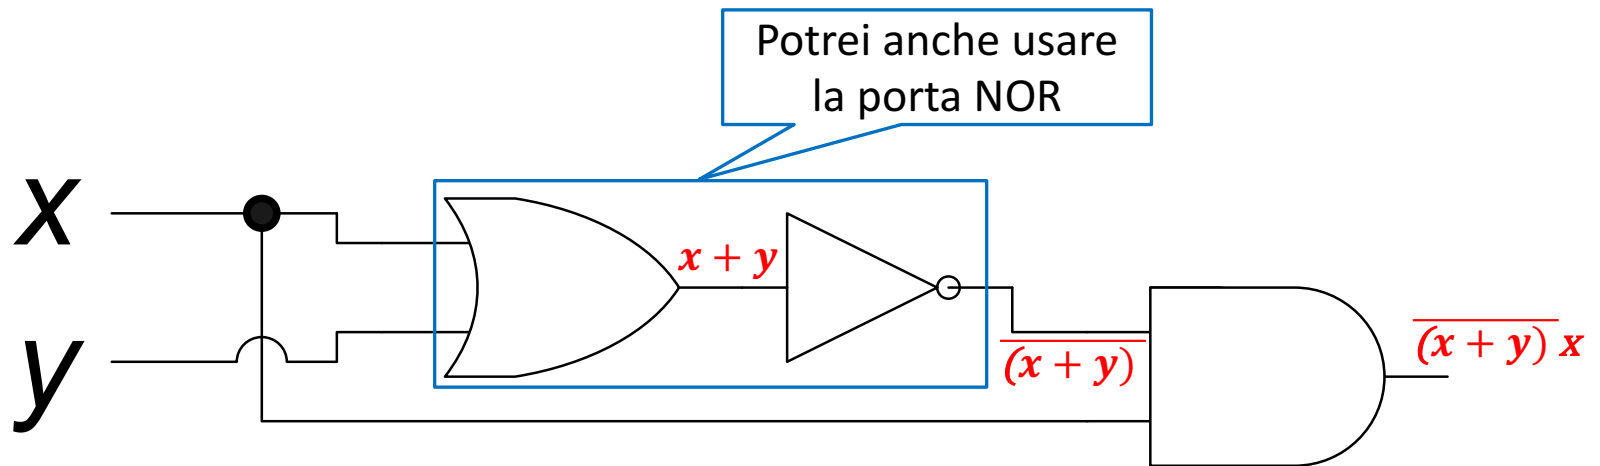 Potrei anche usare
la porta NOR
x
y
x + y
(x + y)‾
(x + y)‾ x